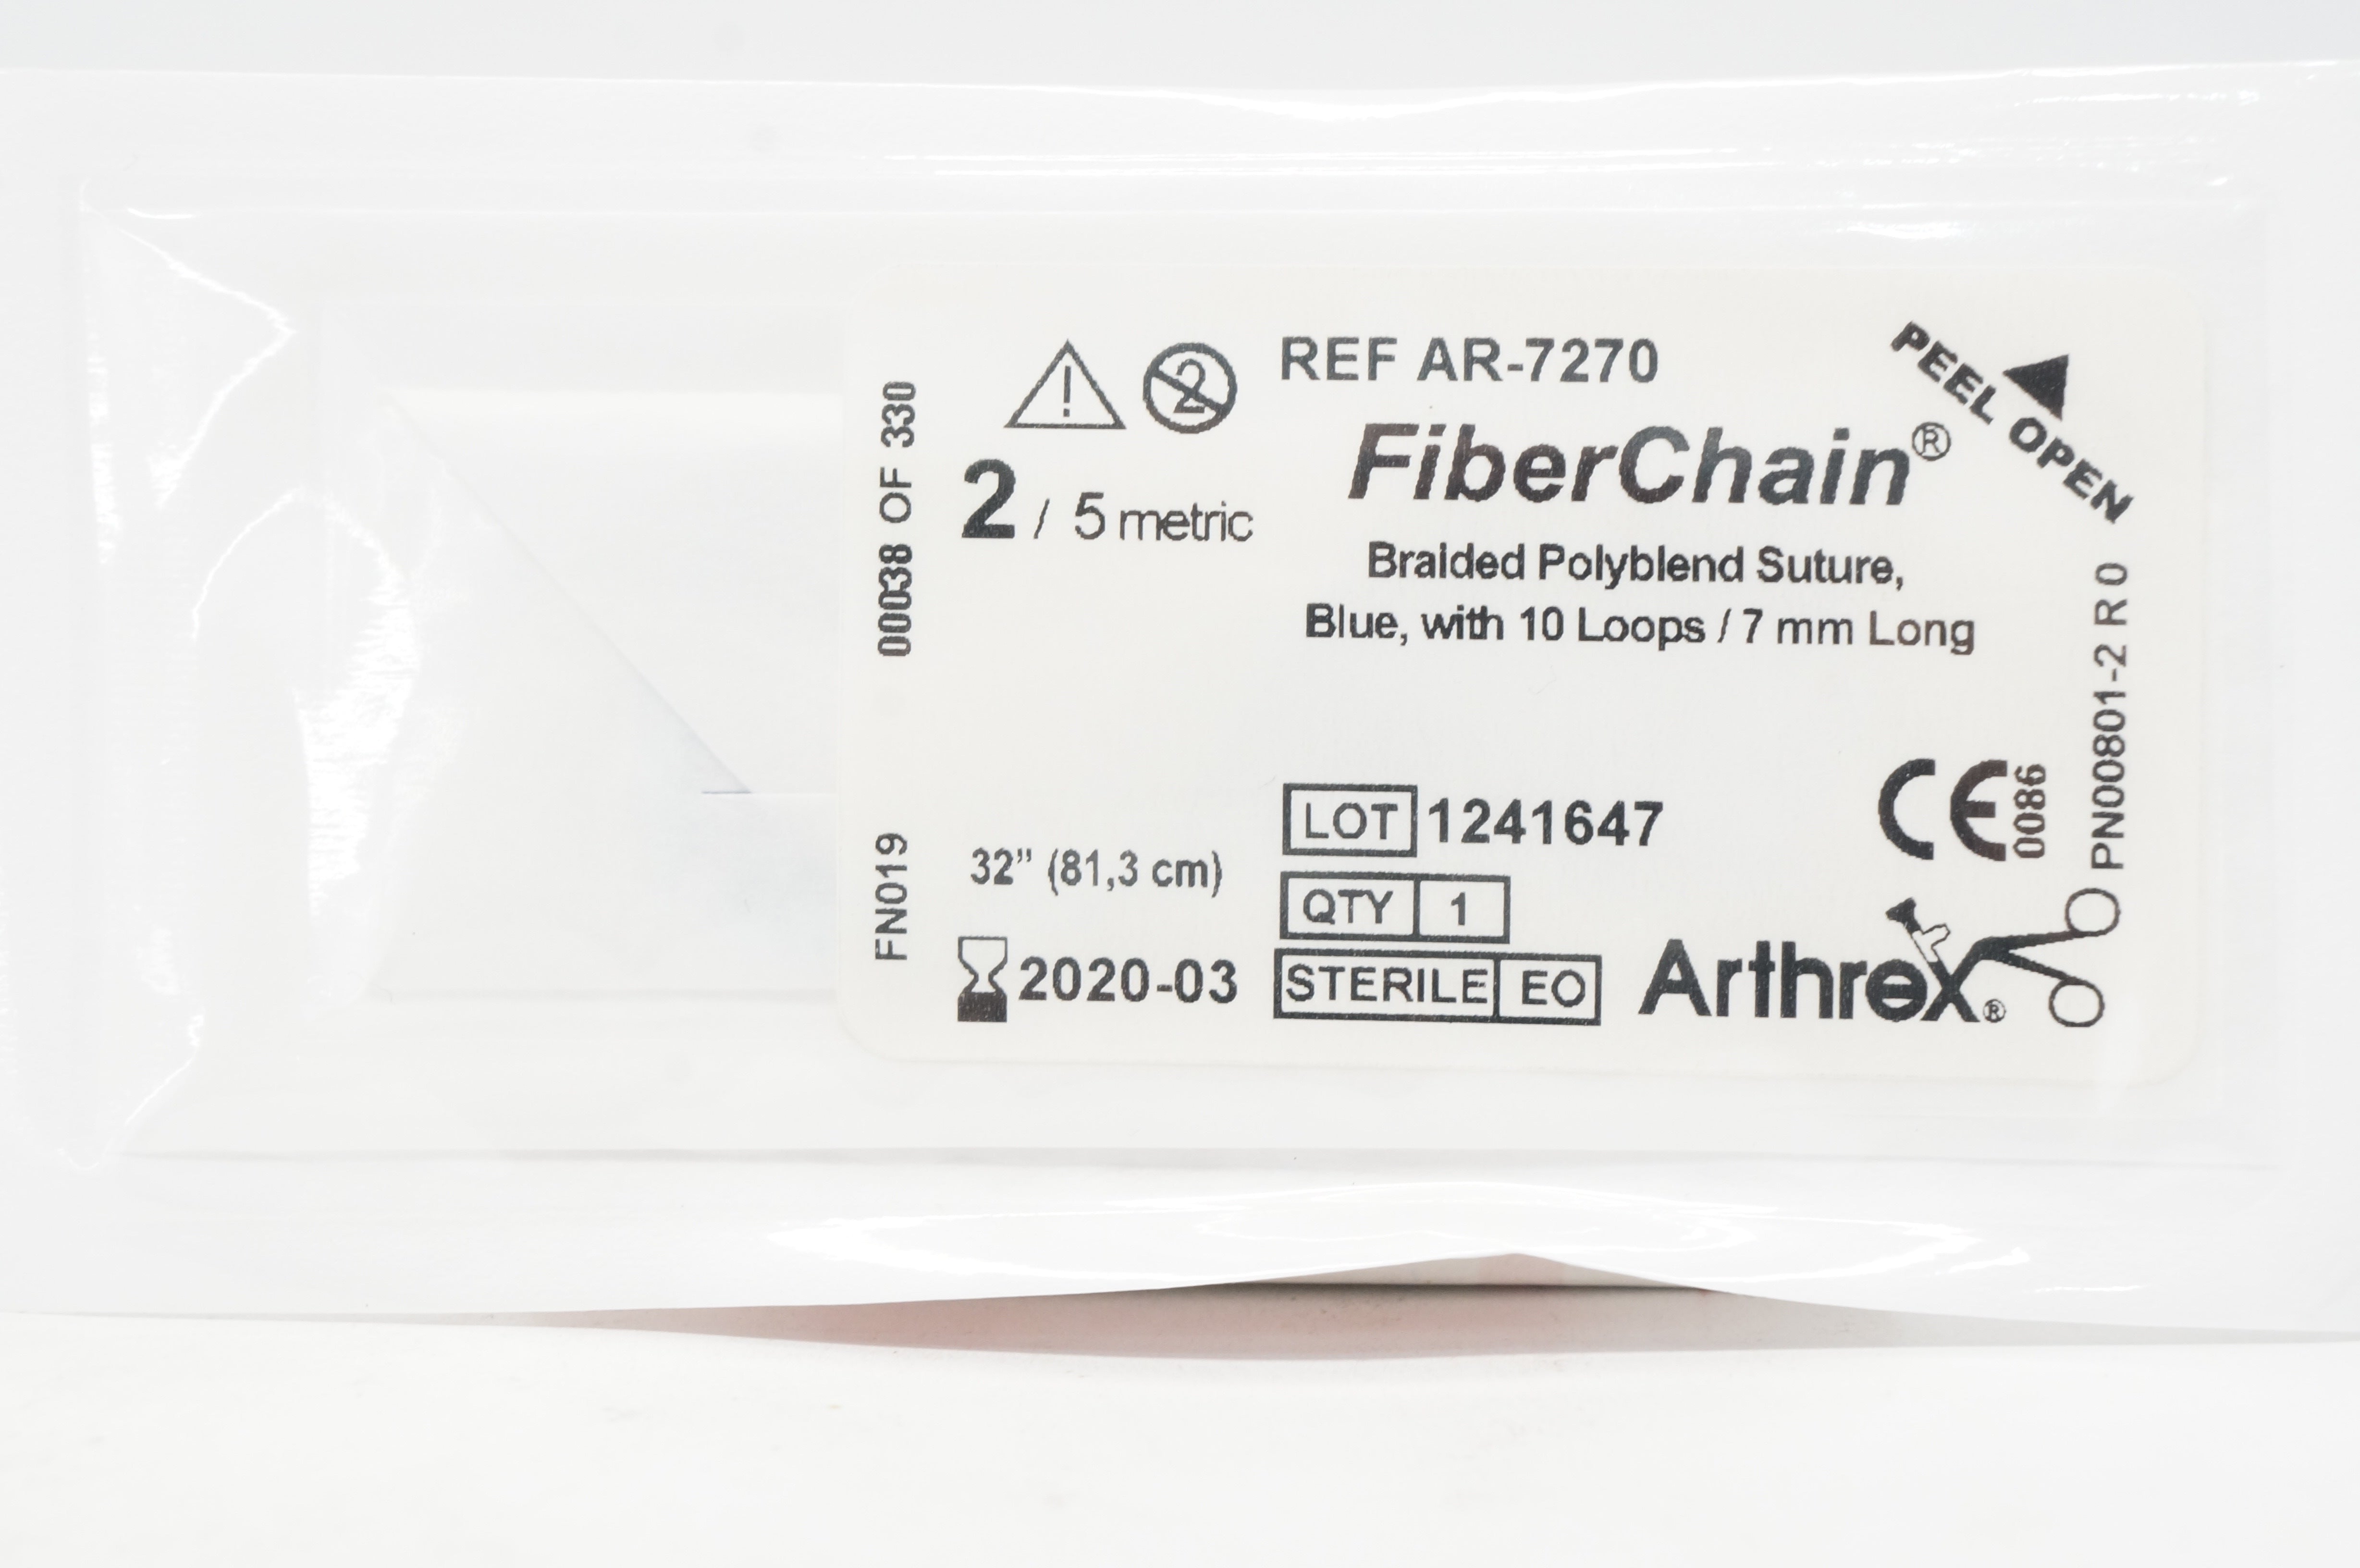 00038 OF 330
FN019
2 / 5 metric
32” (81,3 cm)
2020-03
REF AR-7270
FiberChain®
Braided Polyblend Suture,
Blue, with 10 Loops / 7 mm Long
LOT 1241647
QTY 1
STERILE EO
PEEL OPEN
CE 0086
Arthrex®
PN00801-2 R 0